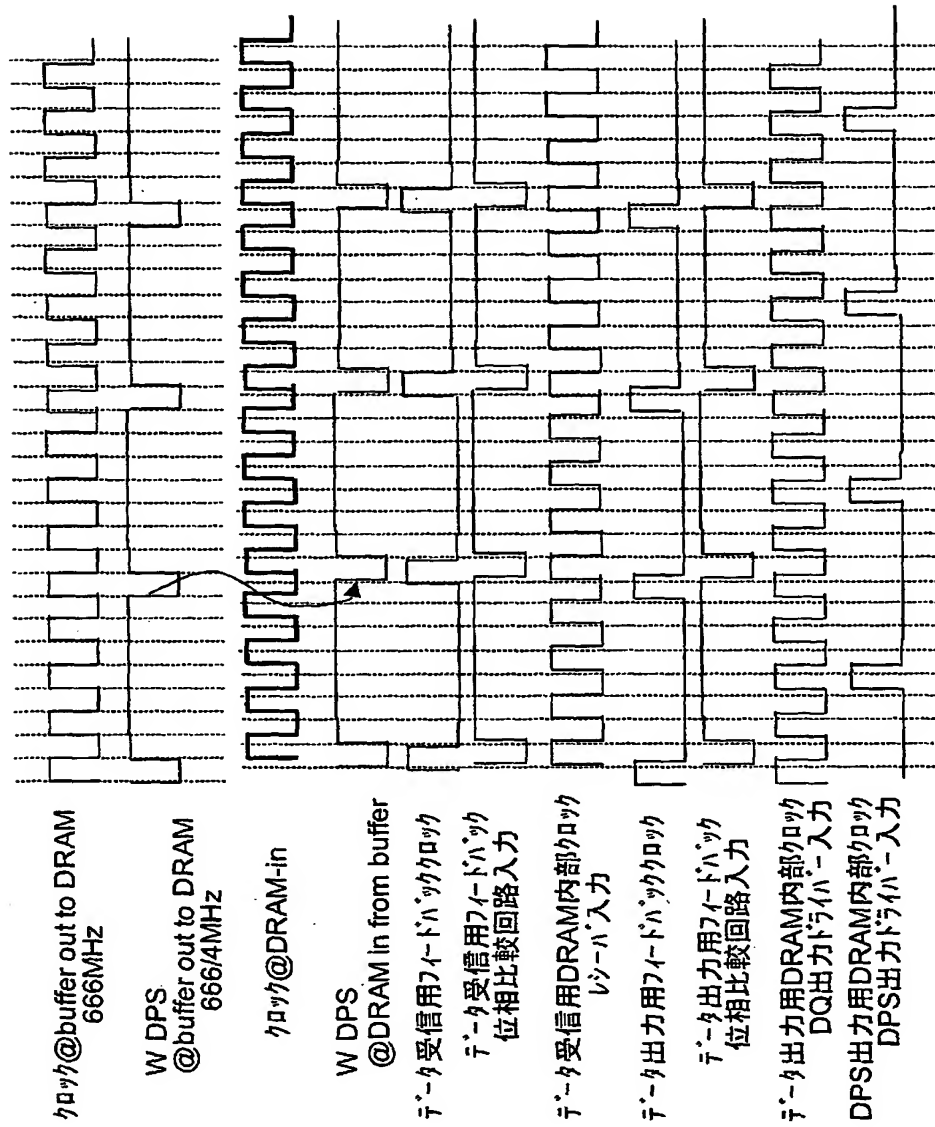 クロック@buffer out to DRAM
666MHz
W DPS
@buffer out to DRAM
666/4MHz
クロック@DRAM-in
W DPS
@DRAM in from buffer
データ受信用フィードバッククロック
データ受信用フィードバック
位相比較回路入力
データ受信用DRAM内部クロック
レシーバ入力
データ出力用フィードバッククロック
データ出力用フィードバック
位相比較回路入力
データ出力用DRAM内部クロック
DQ出力ドライバー入力
DPS出力用DRAM内部クロック
DPS出力ドライバー入力